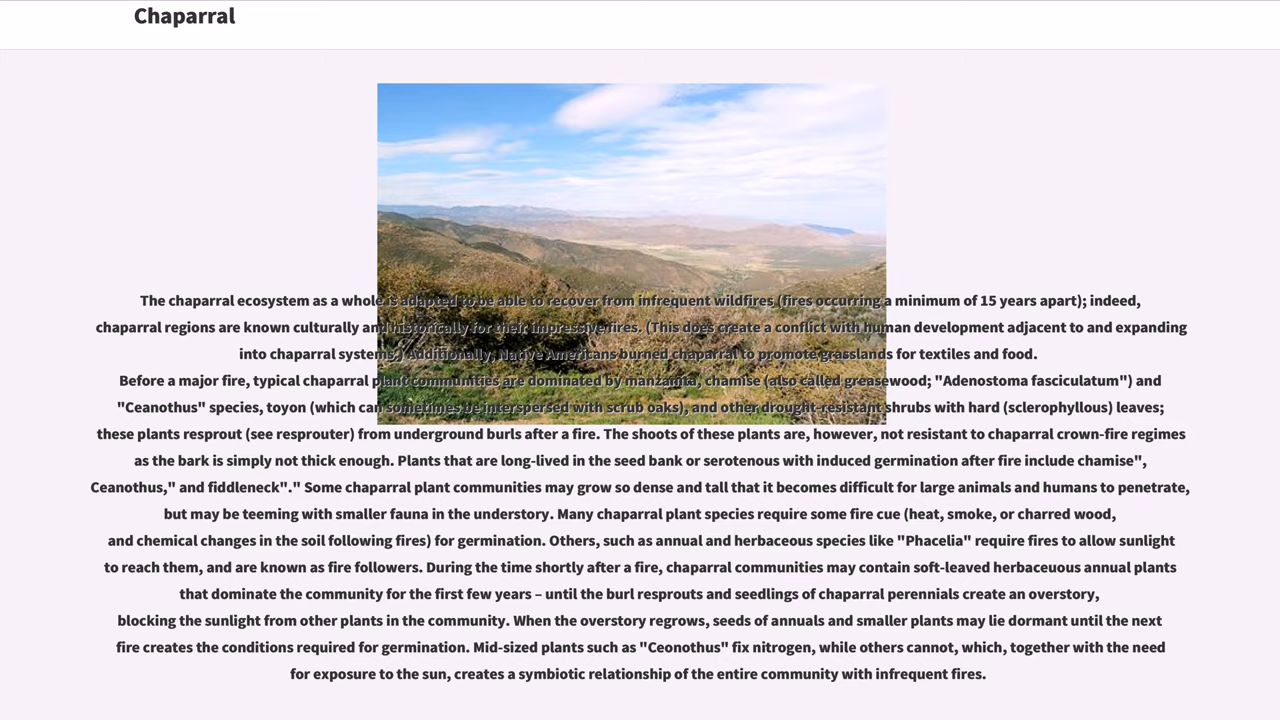 Chaparral
The chaparral ecosystem as a whole is adapted to be able to recover from infrequent wildfires (fires occurring a minimum of 15 years apart); indeed,
chaparral regions are known culturally and historically for their impressive fires. (This does create a conflict with human development adjacent to and expanding
into chaparral systems.) Additionally, Native Americans burned chaparral to promote grasslands for textiles and food.
Before a major fire, typical chaparral plant communities are dominated by manzanita, chamise (also called greasewood; "Adenostoma fasciculatum") and
"Ceanothus" species, toyon (which can sometimes be interspersed with scrub oaks), and other drought-resistant shrubs with hard (sclerophyllous) leaves;
these plants resprout (see resprouter) from underground burls after a fire. The shoots of these plants are, however, not resistant to chaparral crown-fire regimes
as the bark is simply not thick enough. Plants that are long-lived in the seed bank or serotenous with induced germination after fire include chamise",
Ceanothus," and fiddleneck"." Some chaparral plant communities may grow so dense and tall that it becomes difficult for large animals and humans to penetrate,
but may be teeming with smaller fauna in the understory. Many chaparral plant species require some fire cue (heat, smoke, or charred wood,
and chemical changes in the soil following fires) for germination. Others, such as annual and herbaceous species like "Phacelia" require fires to allow sunlight
to reach them, and are known as fire followers. During the time shortly after a fire, chaparral communities may contain soft-leaved herbaceuous annual plants
that dominate the community for the first few years – until the burl resprouts and seedlings of chaparral perennials create an overstory,
blocking the sunlight from other plants in the community. When the overstory regrows, seeds of annuals and smaller plants may lie dormant until the next
fire creates the conditions required for germination. Mid-sized plants such as "Ceonothus" fix nitrogen, while others cannot, which, together with the need
for exposure to the sun, creates a symbiotic relationship of the entire community with infrequent fires.